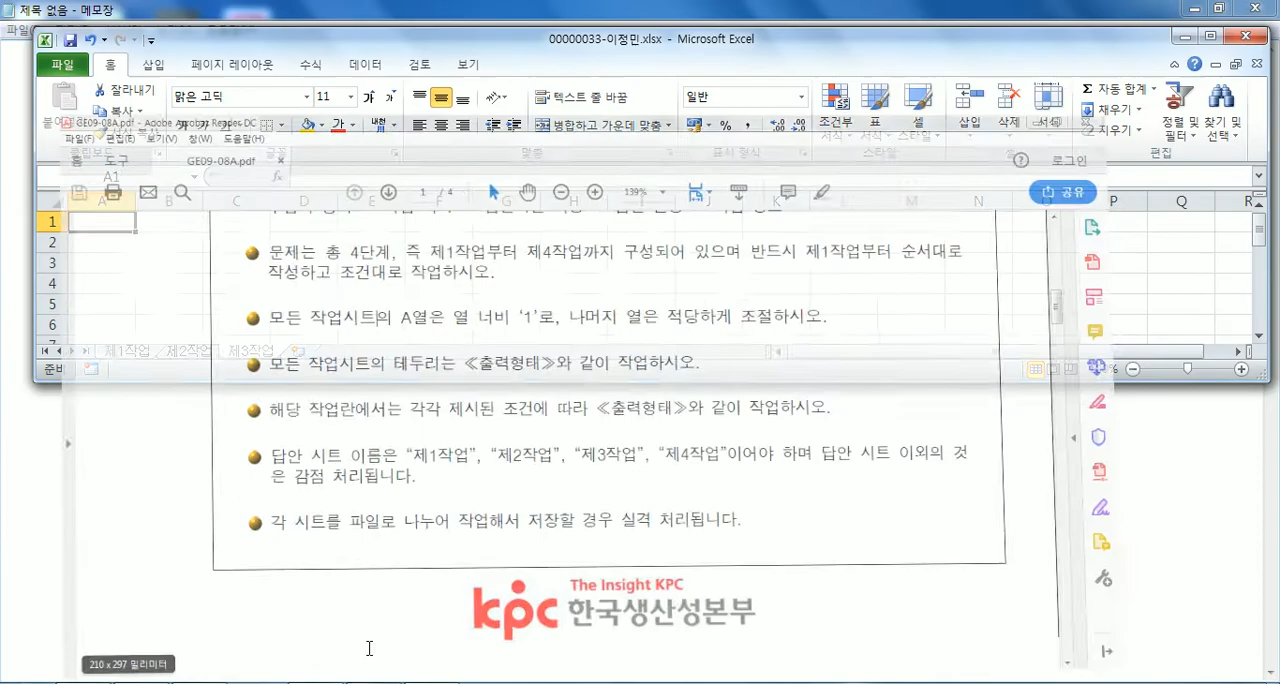 제목 없음 - 메모장
00000033-이정민.xlsx - Microsoft Excel
파일 홈 삽입 페이지 레이아웃 수식 데이터 검토 보기
잘라내기
복사
맑은 고딕 11 가 가
텍스트 줄 바꿈
병합하고 가운데 맞춤
일반
조건부 서식
표 서식
셀 스타일
삽입 삭제 서식
Σ 자동 합계
채우기
지우기
정렬 및 필터
찾기 및 선택
맞춤 표시 형식 스타일 편집
GE09-08A.pdf - Adobe Acrobat Reader DC
파일(F) 편집(E) 보기(V) 창(W) 도움말(H)
홈 도구 GE09-08A.pdf 로그인
A1 fx
1 / 4 139% 공유
A B C D E F G H I J K L M N P Q R
1
2
3
4
5
6
문제는 총 4단계, 즉 제1작업부터 제4작업까지 구성되어 있으며 반드시 제1작업부터 순서대로
작성하고 조건대로 작업하시오.
모든 작업시트의 A열은 열 너비 ‘1’로, 나머지 열은 적당하게 조절하시오.
제1작업 제2작업 제3작업
준비
모든 작업시트의 테두리는 ≪출력형태≫와 같이 작업하시오.
해당 작업란에서는 각각 제시된 조건에 따라 ≪출력형태≫와 같이 작업하시오.
답안 시트 이름은 “제1작업”, “제2작업”, “제3작업”, “제4작업”이어야 하며 답안 시트 이외의 것
은 감점 처리됩니다.
각 시트를 파일로 나누어 작업해서 저장할 경우 실격 처리됩니다.
The Insight KPC
kpc 한국생산성본부
210 x 297 밀리미터